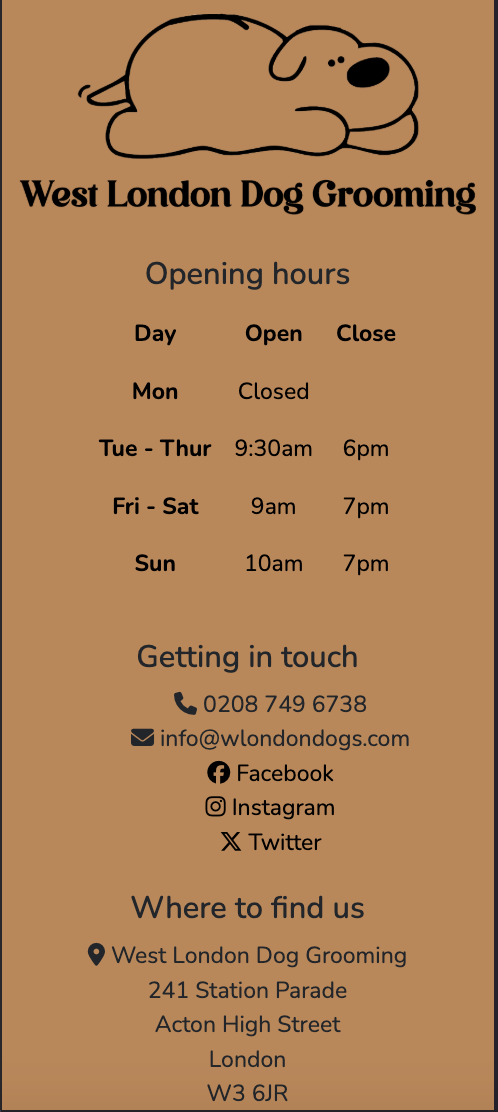 West London Dog Grooming
Opening hours
Day Open Close
Mon Closed
Tue - Thur 9:30am 6pm
Fri - Sat 9am 7pm
Sun 10am 7pm
Getting in touch
0208 749 6738
info@wlondondogs.com
Facebook
Instagram
Twitter
Where to find us
West London Dog Grooming
241 Station Parade
Acton High Street
London
W3 6JR